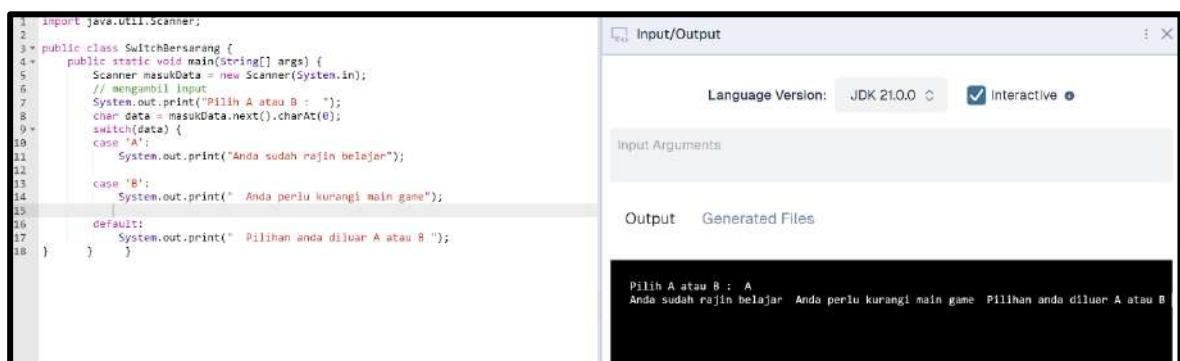 1 import java.util.Scanner;
2
3 public class SwitchBersarang {
4 public static void main(String[] args) {
5 Scanner masukData = new Scanner(System.in);
6 // mengambil input
7 System.out.print("Pilih A atau B :  ");
8 char data = masukData.next().charAt(0);
9 switch(data) {
10 case 'A':
11 System.out.print("Anda sudah rajin belajar");
12
13 case 'B':
14 System.out.print("  Anda perlu kurangi main game");
15
16 default:
17 System.out.print("  Pilihan anda diluar A atau B ");
18 } } }
Input/Output
Language Version: JDK 21.0.0 Interactive
Input Arguments
Output Generated Files
Pilih A atau B :  A
Anda sudah rajin belajar  Anda perlu kurangi main game  Pilihan anda diluar A atau B